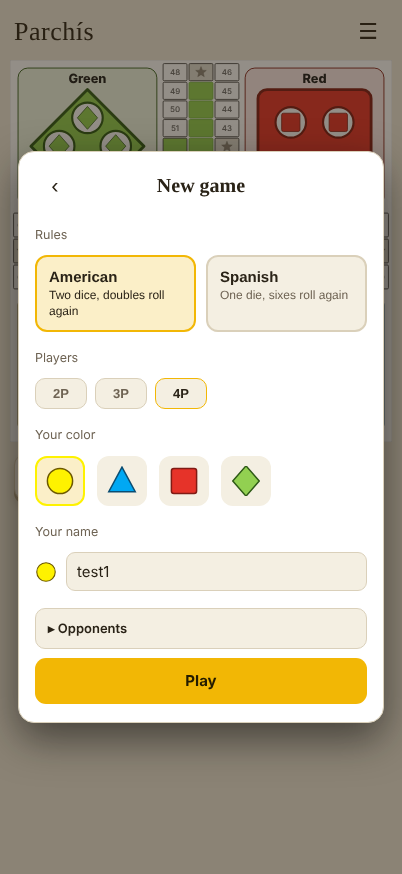 Parchís
☰
Green
48
46
Red
49
45
50
44
51
43
‹
New game
Rules
American
Two dice, doubles roll
again
Spanish
One die, sixes roll again
Players
2P
3P
4P
Your color
Your name
test1
▸ Opponents
Play